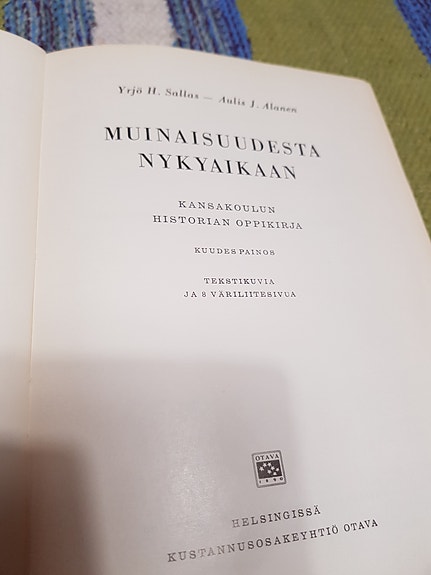 Yrjö H. Sallas — Aulis J. Alanen
MUINAISUUDESTA
NYKYAIKAAN
KANSAKOULUN
HISTORIAN OPPIKIRJA
KUUDES PAINOS
TEKSTIKUVIA
JA 8 VÄRILIITESIVUA
OTAVA
1890
HELSINGISSÄ
KUSTANNUSOSAKEYHTIÖ OTAVA